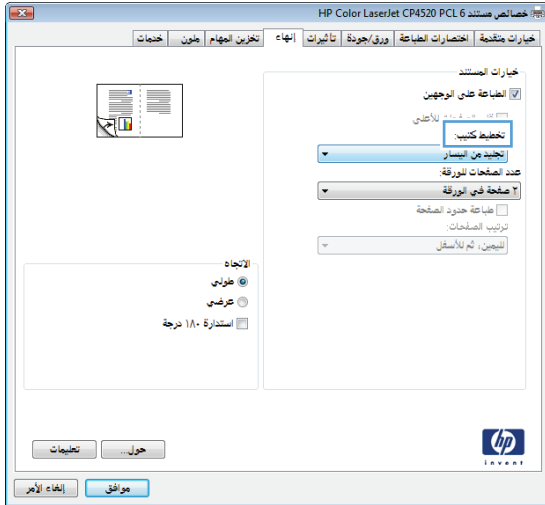 خصائص مستند HP Color LaserJet CP4520 PCL 6
خيارات متقدمة اختصارات الطباعة ورق/جودة تأثيرات إنهاء تخزين المهام ملون خدمات
خيارات المستند
الطباعة على الوجهين
للأعلى
تخطيط كتيب:
تجليد من اليسار
عدد الصفحات للورقة:
٢ صفحة في الورقة
طباعة حدود الصفحة
ترتيب الصفحات:
لليمين، ثم للأسفل
الاتجاه
طولي
عرضي
استدارة ١٨٠ درجة
hp
invent
حول... تعليمات
موافق إلغاء الأمر